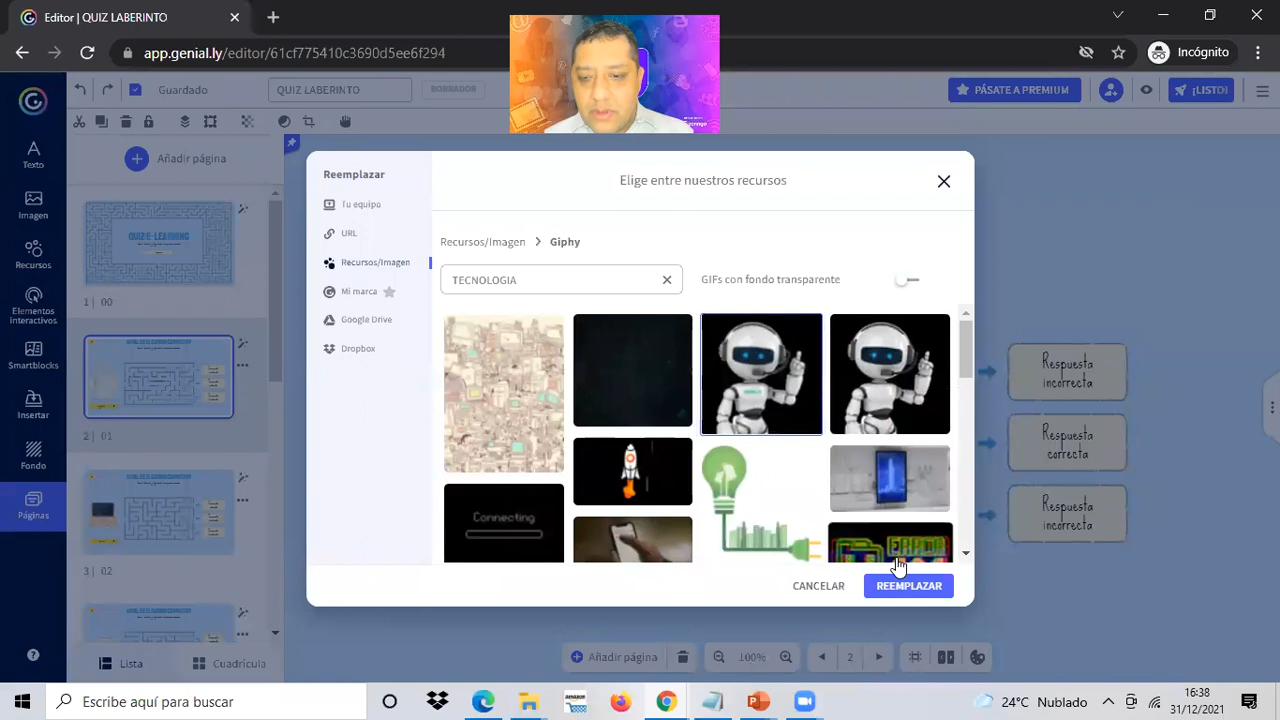 (1) QUIZ LABERINTO
app.genial.ly/editor/61cf775410c3690d5ee6f294
Incógnito
Guardado
QUIZ LABERINTO
BORRADOR
PÁSATE A PREMIUM
¡LISTO!
Texto
Imagen
Recursos
Elementos
interactivos
Smartblocks
Insertar
Fondo
Páginas
Añadir página
QUIZ E-LEARNING
1 | 00
2 | 01
3 | 02
Lista
Cuadrícula
Reemplazar
Tu equipo
URL
Recursos/Imagen
Mi marca
Google Drive
Dropbox
Elige entre nuestros recursos
Recursos/Imagen > Giphy
TECNOLOGIA
GIFs con fondo transparente
Connecting
ERROR
CANCELAR
REEMPLAZAR
Respuesta
incorrecta
Respuesta
correcta
Respuesta
incorrecta
Añadir página
100%
2
Escribe aquí para buscar
24°C Nublado
18:18
31/12/2021